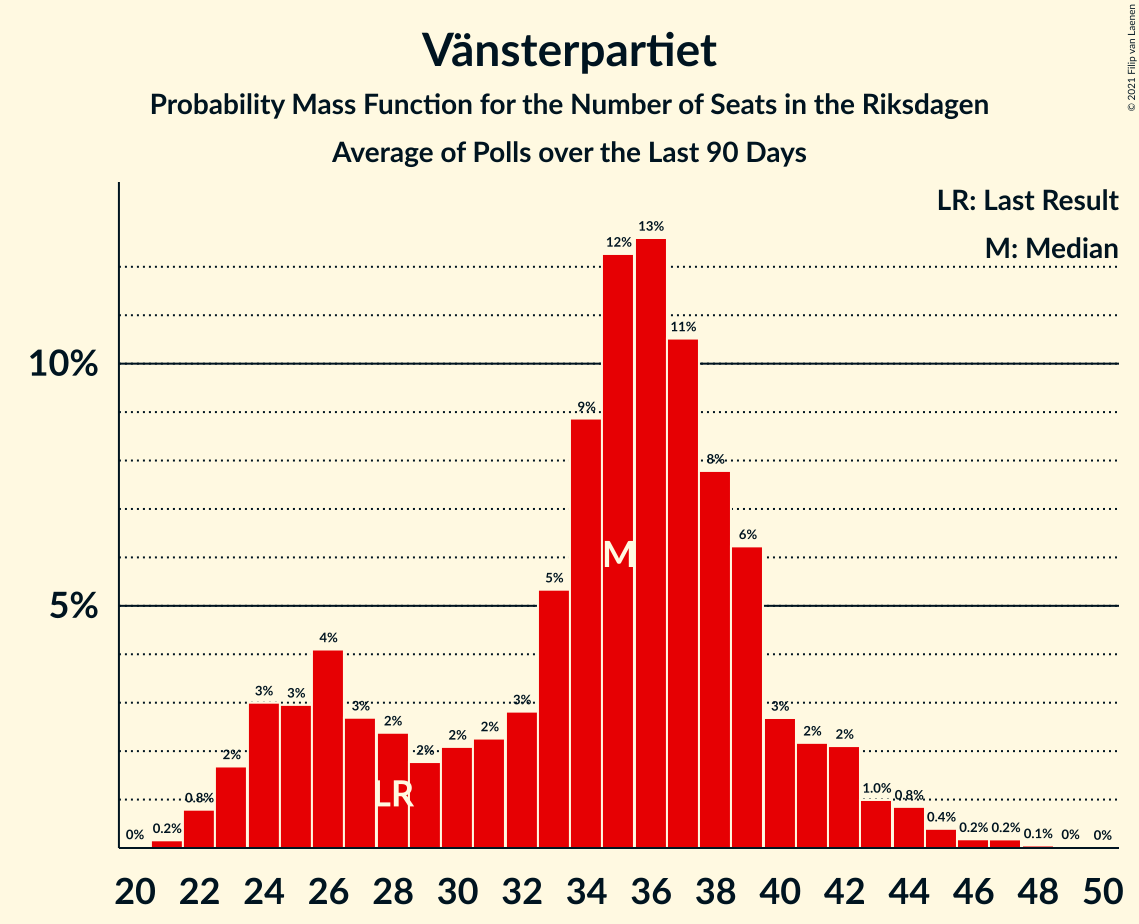 Vänsterpartiet
Probability Mass Function for the Number of Seats in the Riksdagen
Average of Polls over the Last 90 Days
© 2021 Filip van Laenen
LR: Last Result
M: Median
10%
5%
0% 0.2% 0.8% 2% 3% 3% 4% 3% 2% 2% 2% 2% 3% 5% 9% 12% 13% 11% 8% 6% 3% 2% 2% 1.0% 0.8% 0.4% 0.2% 0.2% 0.1% 0% 0%
M
LR
20 22 24 26 28 30 32 34 36 38 40 42 44 46 48 50